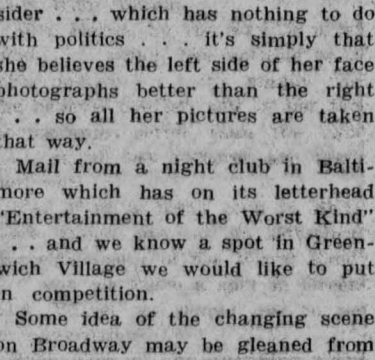 sider . . . which has nothing to do
with politics . . . it's simply that
she believes the left side of her face
photographs better than the right
. . so all her pictures are taken
that way.
Mail from a night club in Balti-
more which has on its letterhead
"Entertainment of the Worst Kind"
. . and we know a spot in Green-
wich Village we would like to put
in competition.
Some idea of the changing scene
on Broadway may be gleaned from